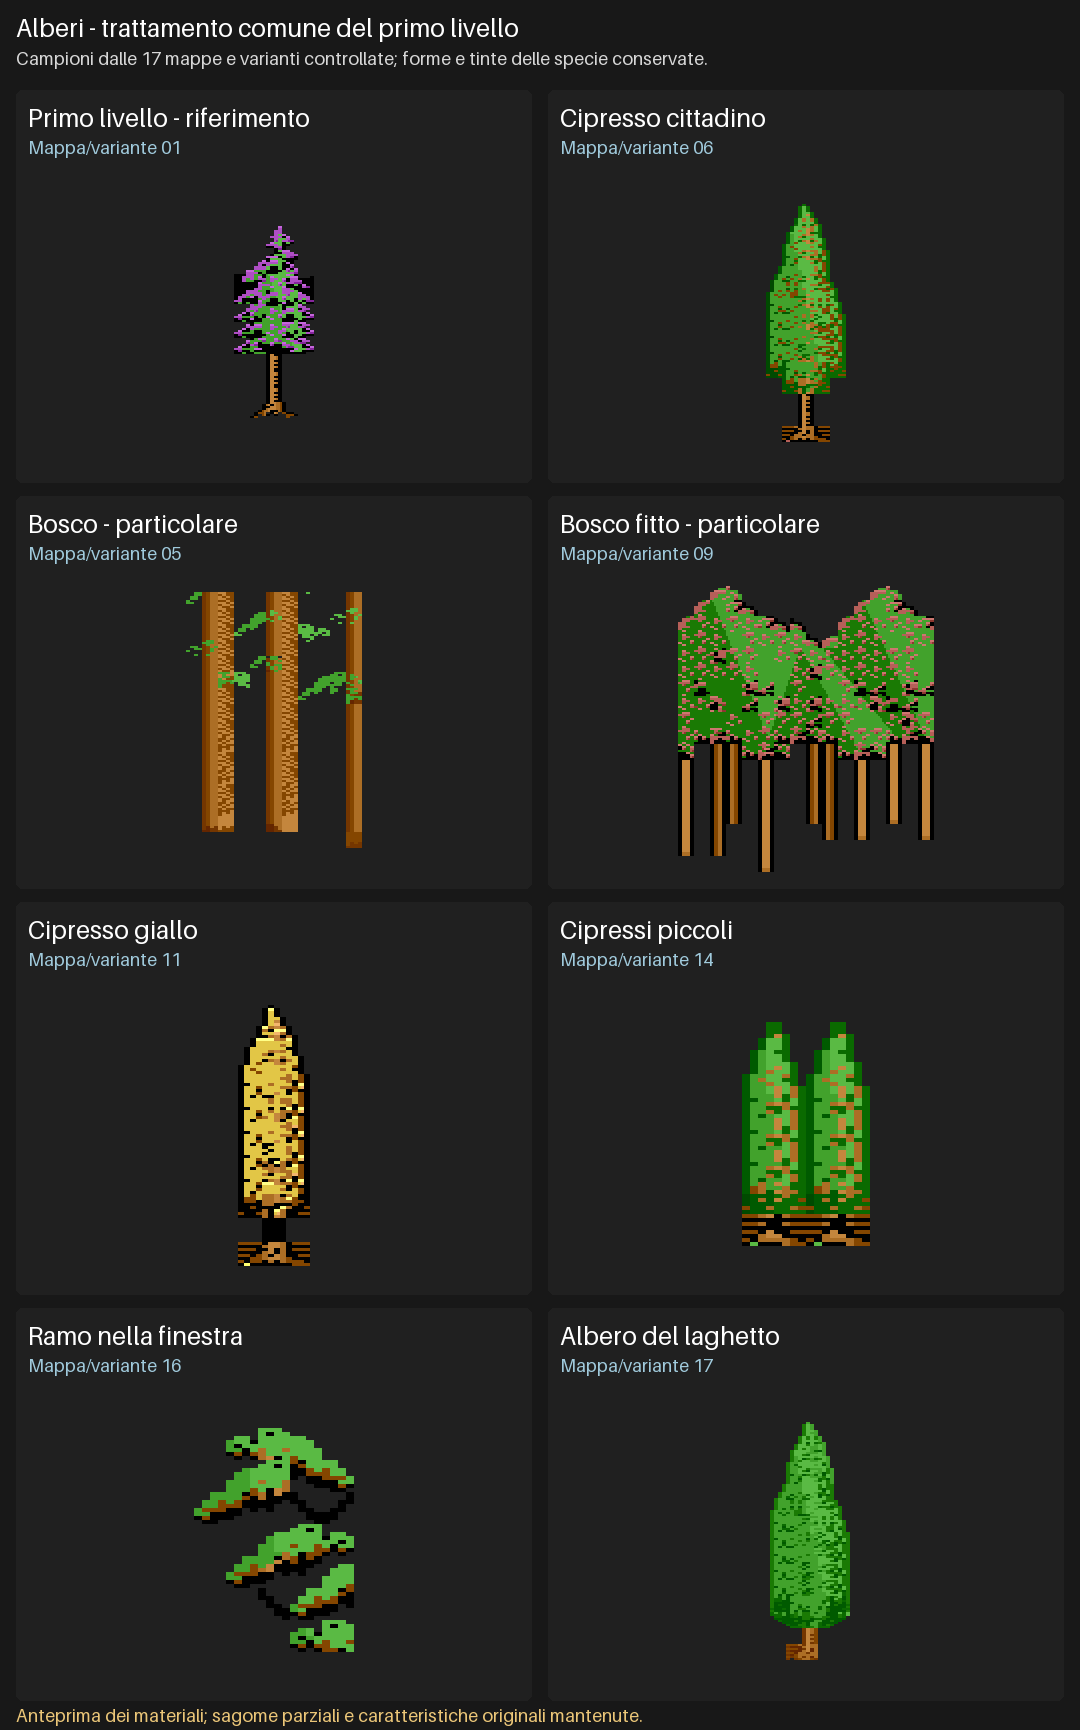 Alberi - trattamento comune del primo livello
Campioni dalle 17 mappe e varianti controllate; forme e tinte delle specie conservate.
Primo livello - riferimento
Mappa/variante 01
Cipresso cittadino
Mappa/variante 06
Bosco - particolare
Mappa/variante 05
Bosco fitto - particolare
Mappa/variante 09
Cipresso giallo
Mappa/variante 11
Cipressi piccoli
Mappa/variante 14
Ramo nella finestra
Mappa/variante 16
Albero del laghetto
Mappa/variante 17
Anteprima dei materiali; sagome parziali e caratteristiche originali mantenute.